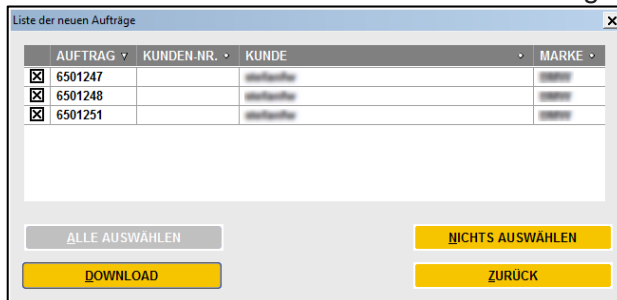 Liste der neuen Aufträge x
AUFTRAG KUNDEN-NR. KUNDE MARKE
6501247
6501248
6501251
ALLE AUSWÄHLEN NICHTS AUSWÄHLEN
DOWNLOAD ZURÜCK